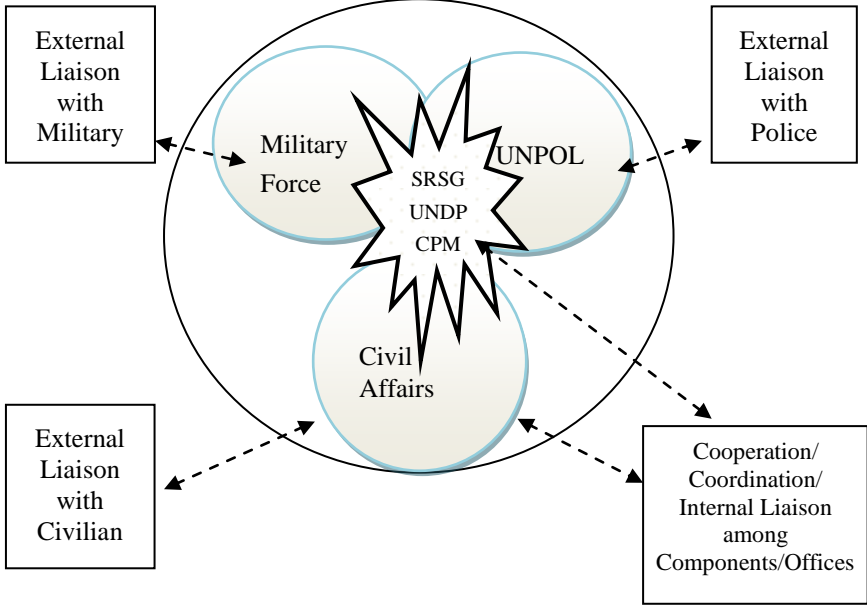 External
Liaison
with
Military
External
Liaison
with
Police
Military
Force
UNPOL
SRSG
UNDP
CPM
Civil
Affairs
External
Liaison
with
Civilian
Cooperation/
Coordination/
Internal Liaison
among
Components/Offices